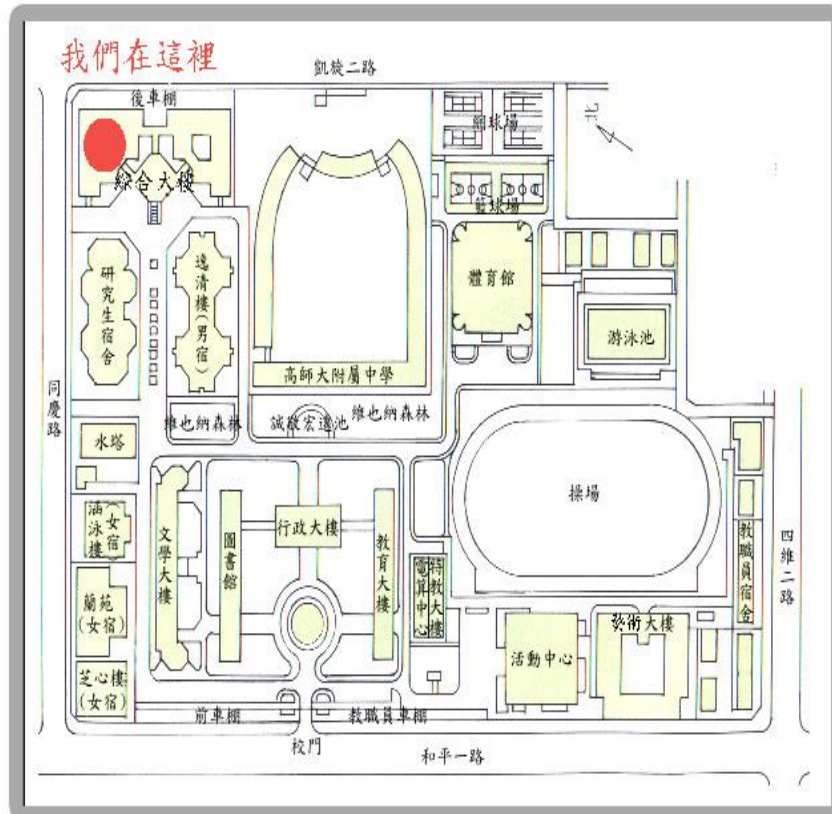 我們在這裡
凱旋二路
後車棚
網球場
北
綜合大樓
籃球場
研究生宿舍
逸清樓(男宿)
體育館
游泳池
高師大附屬中學
同慶路
維也納森林
誠敬宏遠池
維也納森林
水塔
操場
涵泳樓(女宿)
文學大樓
圖書館
行政大樓
教育大樓
教職員宿舍
四維二路
電算中心
特教大樓
蘭苑
(女宿)
藝術大樓
活動中心
芝心樓
(女宿)
前車棚
教職員車棚
校門
和平一路